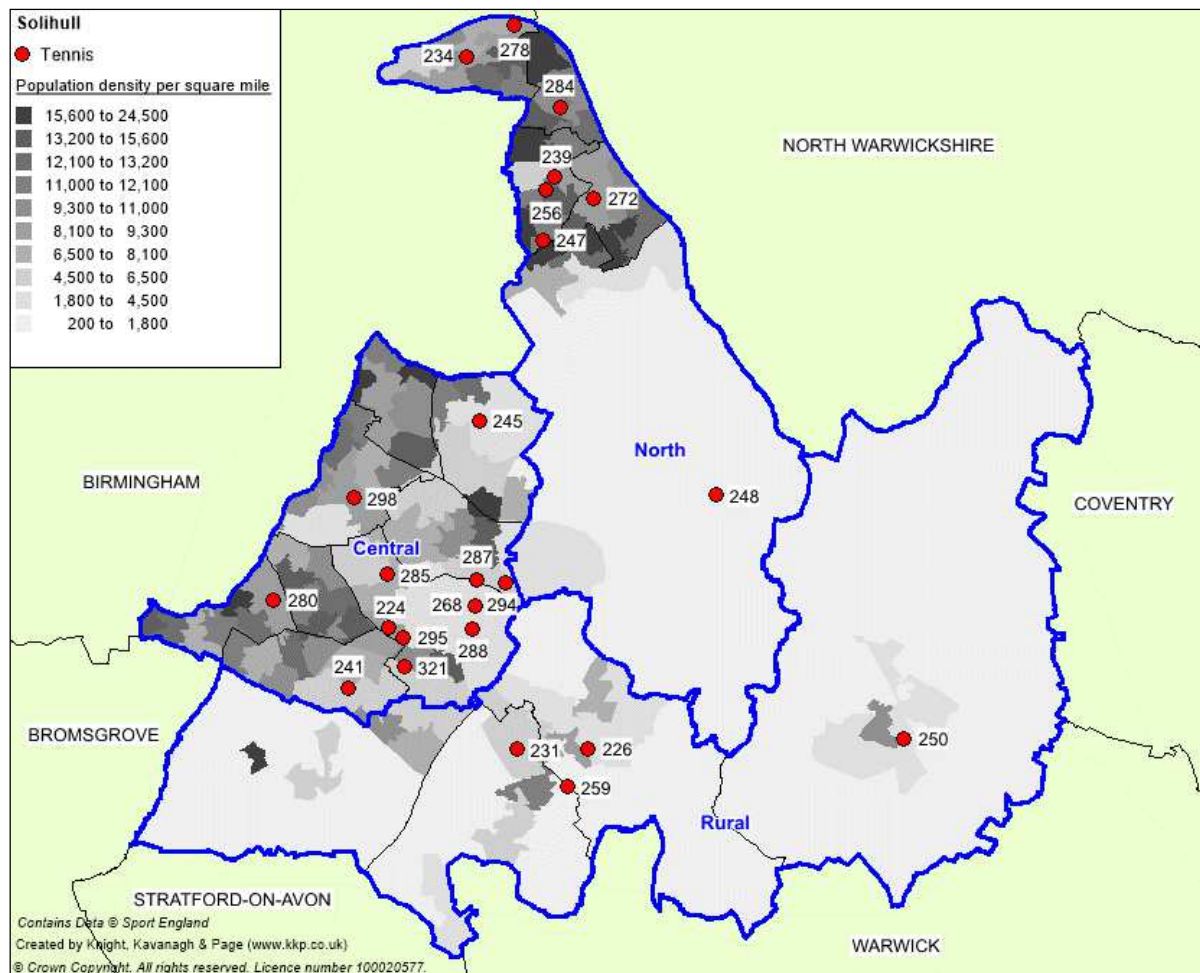 Solihull
Tennis
Population density per square mile
15,600 to 24,500
13,200 to 15,600
12,100 to 13,200
11,000 to 12,100
9,300 to 11,000
8,100 to 9,300
6,500 to 8,100
4,500 to 6,500
1,800 to 4,500
200 to 1,800
234
278
284
NORTH WARWICKSHIRE
239
272
256
247
245
North
BIRMINGHAM
298
248
COVENTRY
Central
287
285
280
224
268
294
295
288
241
321
BROMSGROVE
231
226
250
259
Rural
STRATFORD-ON-AVON
WARWICK
Contains Data © Sport England
Created by Knight, Kavanagh & Page (www.kkp.co.uk)
© Crown Copyright. All rights reserved. Licence number 100020577.